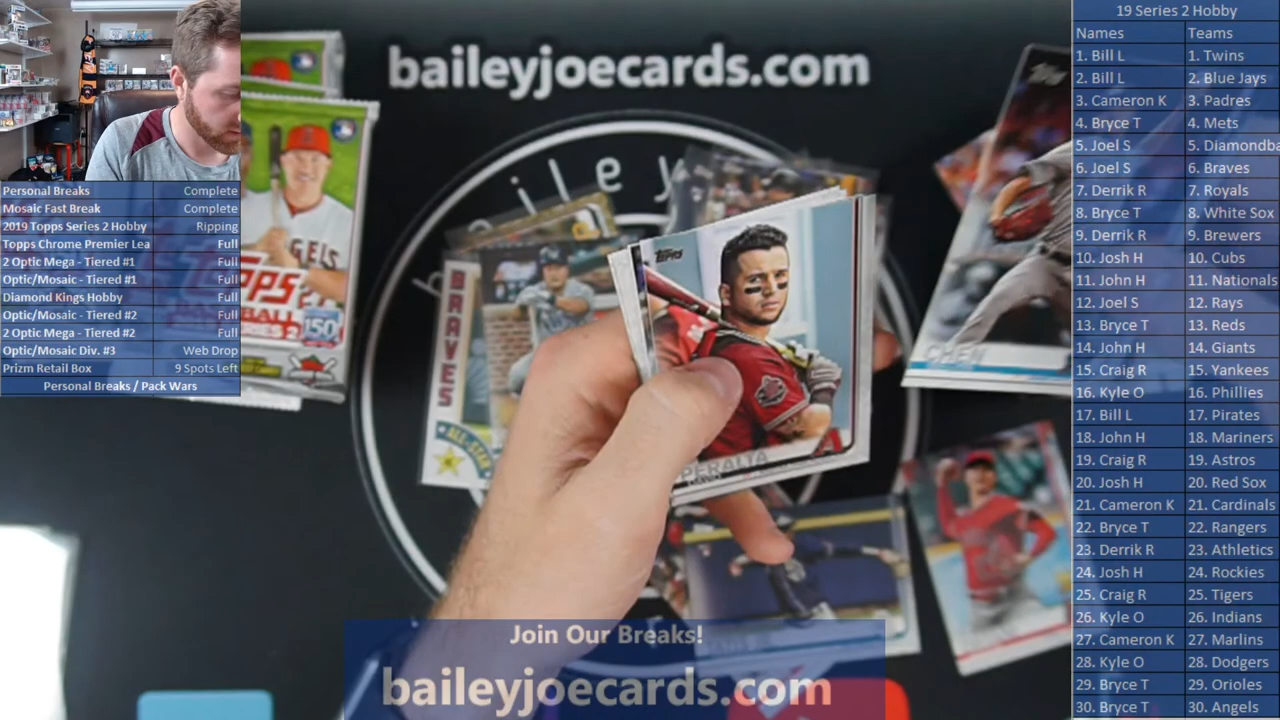 baileyjoecards.com
19 Series 2 Hobby
Names Teams
1. Bill L 1. Twins
2. Bill L 2. Blue Jays
3. Cameron K 3. Padres
4. Bryce T 4. Mets
5. Joel S 5. Diamondba
6. Joel S 6. Braves
7. Derrik R 7. Royals
8. Bryce T 8. White Sox
9. Derrik R 9. Brewers
10. Josh H 10. Cubs
11. John H 11. Nationals
12. Joel S 12. Rays
13. Bryce T 13. Reds
14. John H 14. Giants
15. Craig R 15. Yankees
16. Kyle O 16. Phillies
17. Bill L 17. Pirates
18. John H 18. Mariners
19. Craig R 19. Astros
20. Josh H 20. Red Sox
21. Cameron K 21. Cardinals
22. Bryce T 22. Rangers
23. Derrik R 23. Athletics
24. Josh H 24. Rockies
25. Craig R 25. Tigers
26. Kyle O 26. Indians
27. Cameron K 27. Marlins
28. Kyle O 28. Dodgers
29. Bryce T 29. Orioles
30. Bryce T 30. Angels
Personal Breaks Complete
Mosaic Fast Break Complete
2019 Topps Series 2 Hobby Ripping
Topps Chrome Premier Lea Full
2 Optic Mega - Tiered #1 Full
Optic/Mosaic - Tiered #1 Full
Diamond Kings Hobby Full
Optic/Mosaic - Tiered #2 Full
2 Optic Mega - Tiered #2 Full
Optic/Mosaic Div. #3 Web Drop
Prizm Retail Box 9 Spots Left
Personal Breaks / Pack Wars
iley
Topps
PERALTA
DAVID
BRAVES
ALL-STAR
CHEN
Topps
150
Join Our Breaks!
baileyjoecards.com